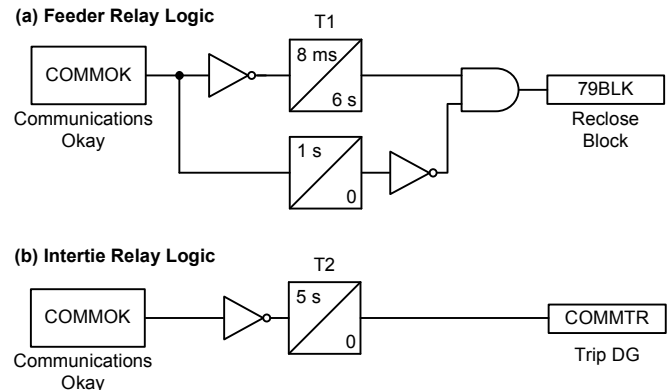 (a) Feeder Relay Logic
T1
COMMOK
8 ms
6 s
79BLK
Communications
Okay
Reclose
Block
1 s
0
(b) Intertie Relay Logic
T2
COMMOK
5 s
0
COMMTR
Communications
Okay
Trip DG